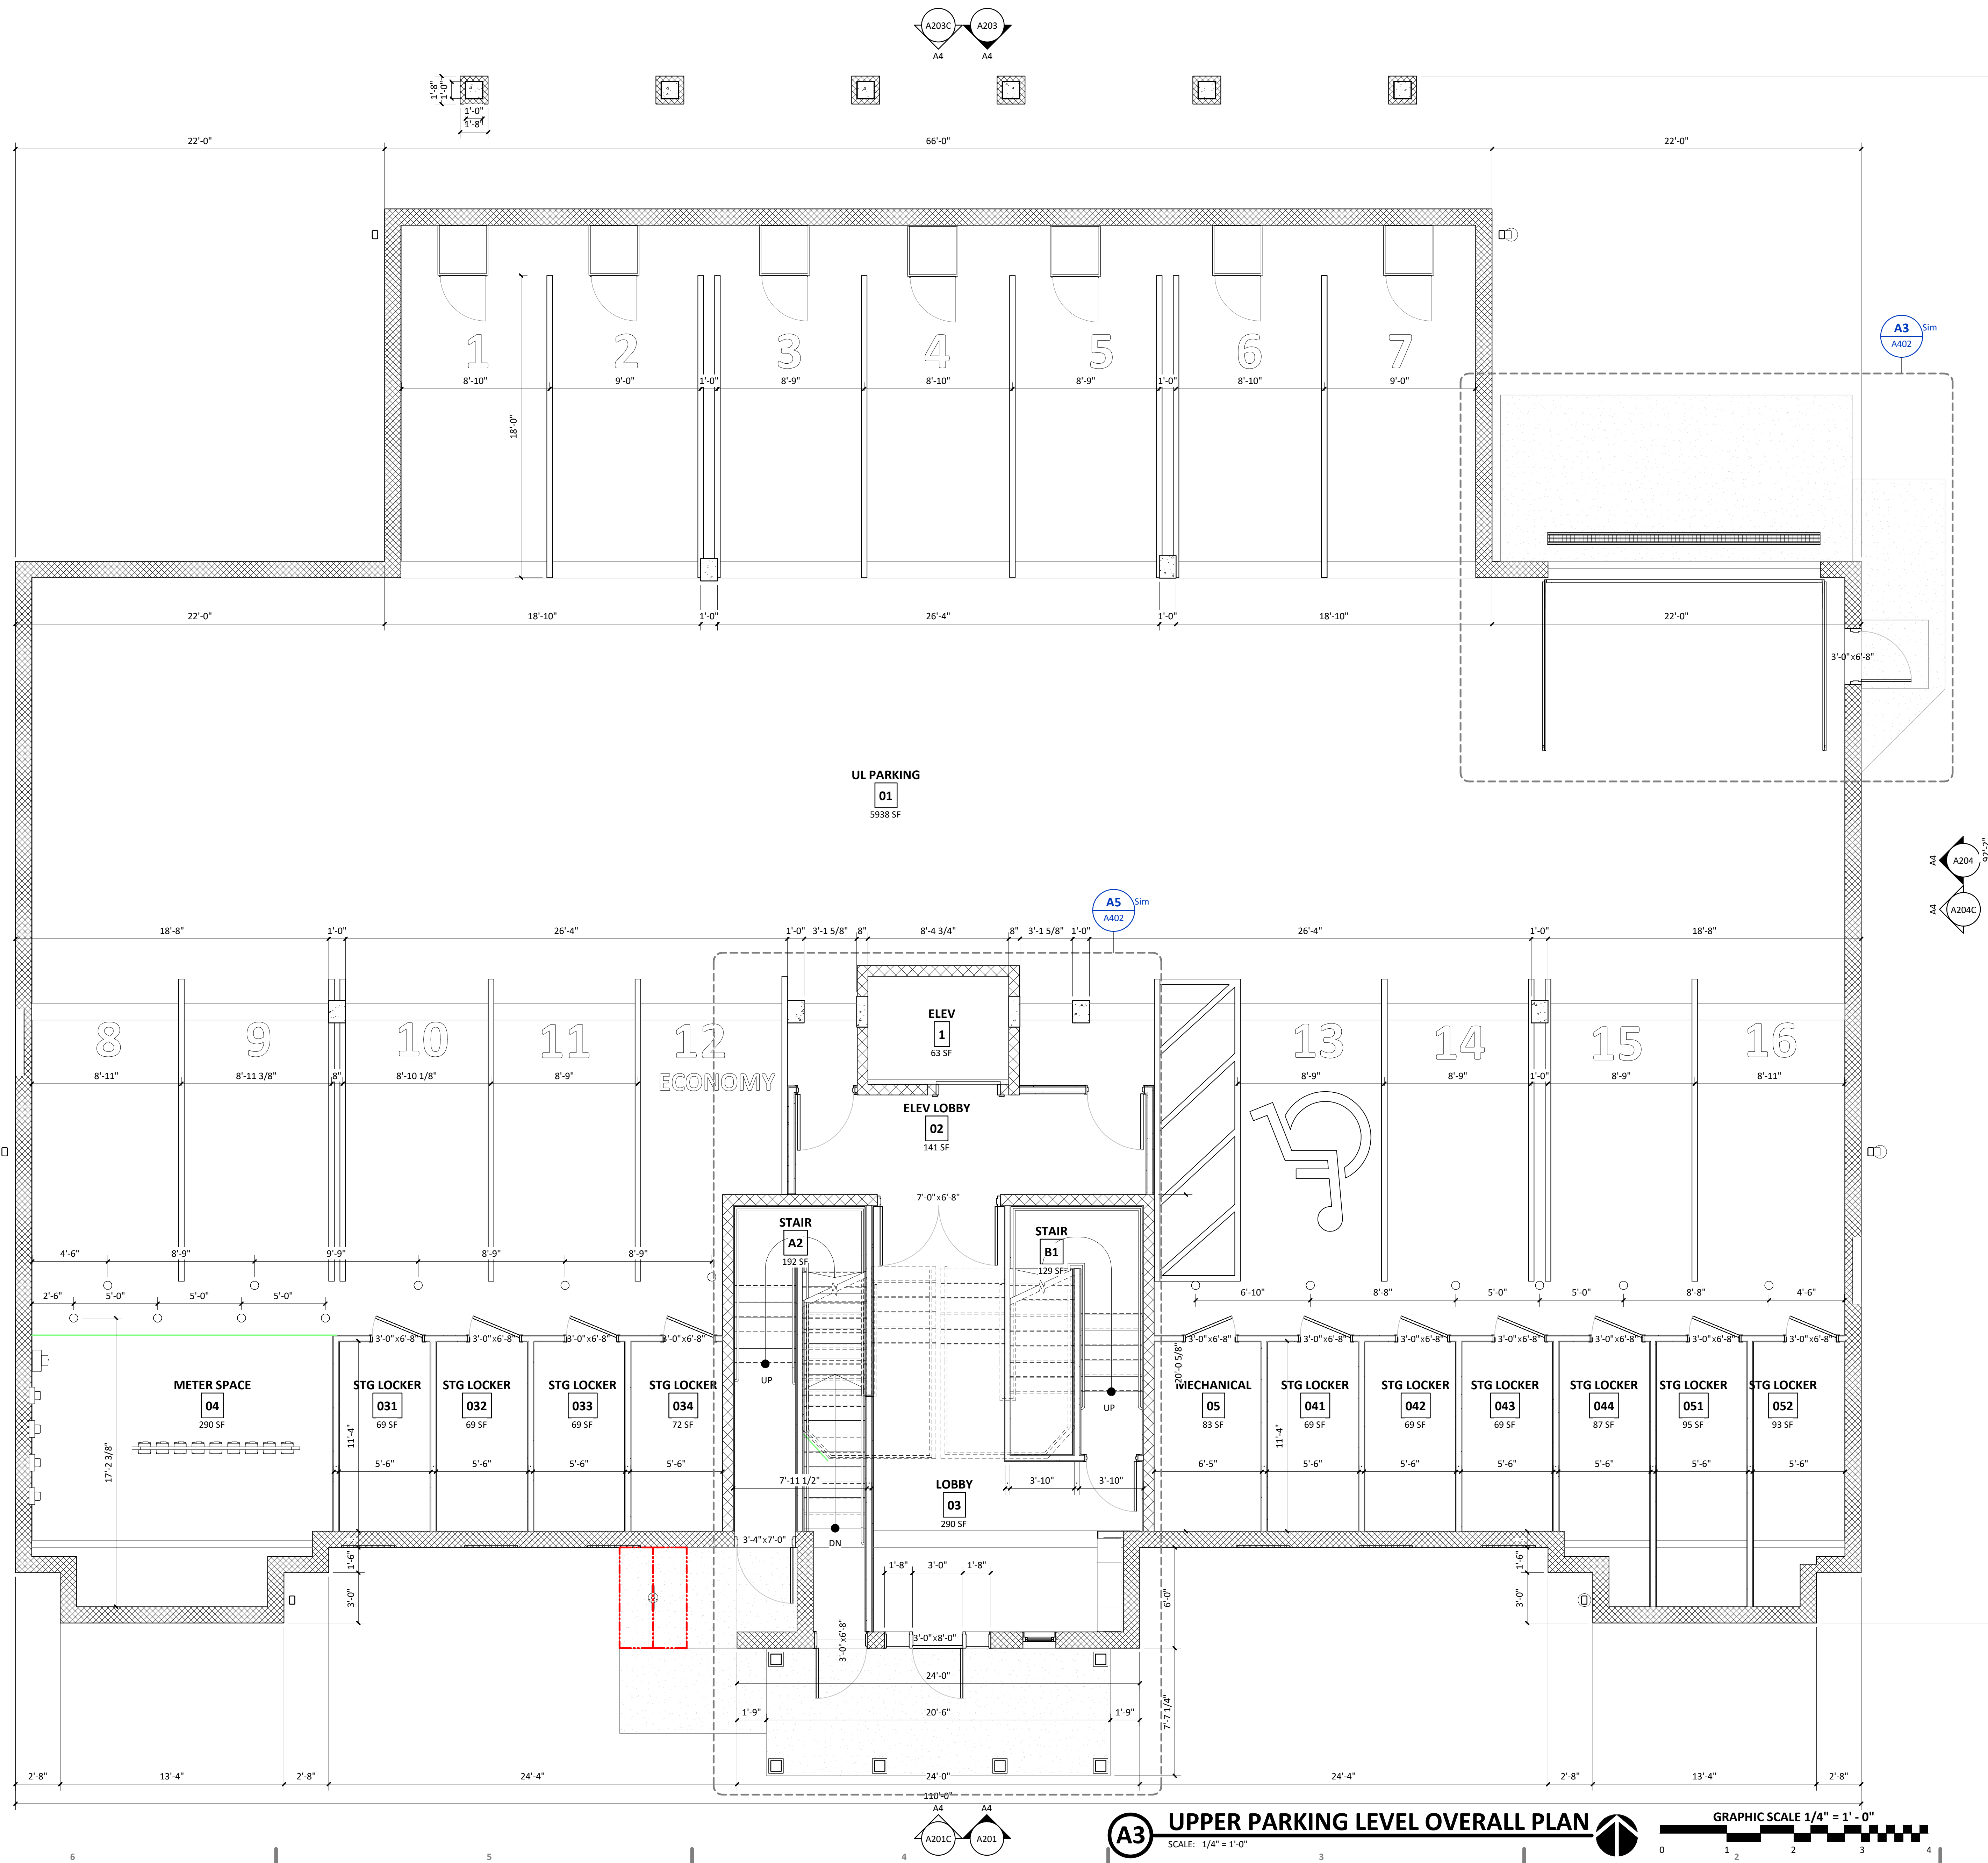 A203C A203
A4 A4
1'-8" 1'-0"
1'-0"
1'-8"
22'-0" 66'-0" 22'-0"
A3 Sim
A402
1 2 3 4 5 6 7
8'-10" 9'-0" 1'-0" 8'-9" 8'-10" 8'-9" 1'-0" 8'-10" 9'-0"
18'-0"
22'-0" 18'-10" 1'-0" 26'-4" 1'-0" 18'-10" 22'-0"
3'-0"x6'-8"
UL PARKING
01
5938 SF
92'-2"
A4 A204
A4 A204C
A5 Sim
A402
18'-8" 1'-0" 26'-4" 1'-0" 3'-1 5/8" 8" 8'-4 3/4" 8" 3'-1 5/8" 1'-0" 26'-4" 1'-0" 18'-8"
ELEV
1
63 SF
8 9 10 11 12 13 14 15 16
ECONOMY
8'-11" 8'-11 3/8" 8" 8'-10 1/8" 8'-9" 8'-9" 8'-9" 1'-0" 8'-9" 8'-11"
ELEV LOBBY
02
141 SF
7'-0"x6'-8"
STAIR
A2
192 SF
STAIR
B1
129 SF
4'-6" 8'-9" 9'-9" 8'-9" 8'-9"
2'-6" 5'-0" 5'-0" 5'-0"
6'-10" 8'-8" 5'-0" 5'-0" 8'-8" 4'-6"
3'-0"x6'-8" 3'-0"x6'-8" 3'-0"x6'-8" 3'-0"x6'-8" 3'-0"x6'-8" 3'-0"x6'-8" 3'-0"x6'-8" 3'-0"x6'-8" 3'-0"x6'-8" 3'-0"x6'-8" 3'-0"x6'-8"
20'-0 5/8"
UP UP
METER SPACE STG LOCKER STG LOCKER STG LOCKER STG LOCKER MECHANICAL STG LOCKER STG LOCKER STG LOCKER STG LOCKER STG LOCKER STG LOCKER
04 031 032 033 034 05 041 042 043 044 051 052
290 SF 69 SF 69 SF 69 SF 72 SF 83 SF 69 SF 69 SF 69 SF 87 SF 95 SF 93 SF
17'-2 3/8" 11'-4" 11'-4"
5'-6" 5'-6" 5'-6" 5'-6" 6'-5" 5'-6" 5'-6" 5'-6" 5'-6" 5'-6" 5'-6"
7'-11 1/2" 3'-10" 3'-10"
LOBBY
03
290 SF
3'-4"x7'-0" DN
1'-8" 3'-0" 1'-8"
1'-6" 3'-0" 6'-0" 1'-6" 3'-0"
3'-0"x6'-8" 3'-0"x8'-0"
24'-0"
1'-9" 20'-6" 1'-9"
7'-7 1/4"
2'-8" 13'-4" 2'-8" 24'-4" 24'-0" 24'-4" 2'-8" 13'-4" 2'-8"
110'-0"
A4 A4
A201C A201
A3 UPPER PARKING LEVEL OVERALL PLAN
SCALE: 1/4" = 1'-0"
GRAPHIC SCALE 1/4" = 1' - 0"
0 1 2 3 4
6 5 4 3 2